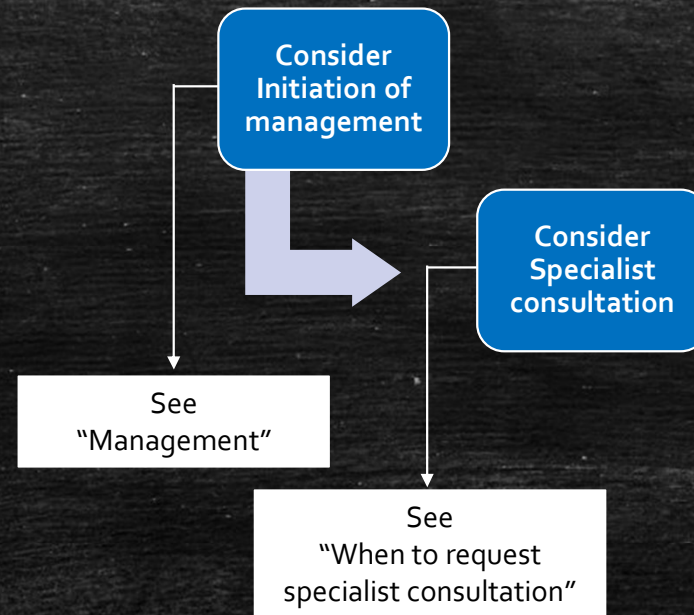 Consider
Initiation of
management
Consider
Specialist
consultation
See
“Management”
See
“When to request
specialist consultation”